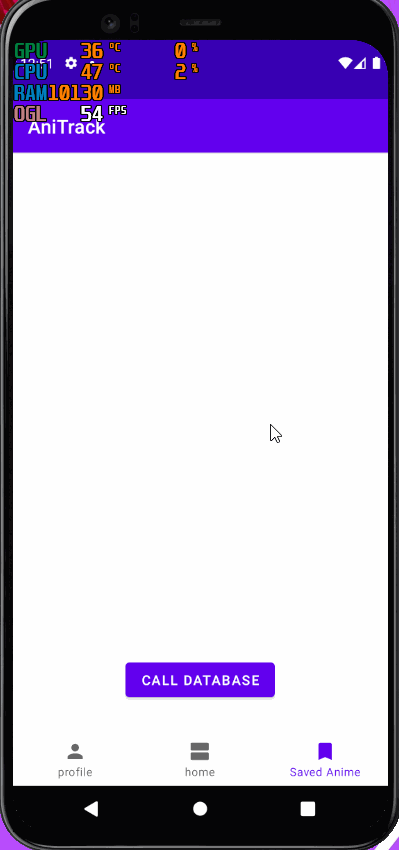 GPU 36 °C 0 %
12:51
CPU 47 °C 2 %
RAM 10130 MB
OGL 54 FPS
AniTrack
CALL DATABASE
profile
home
Saved Anime